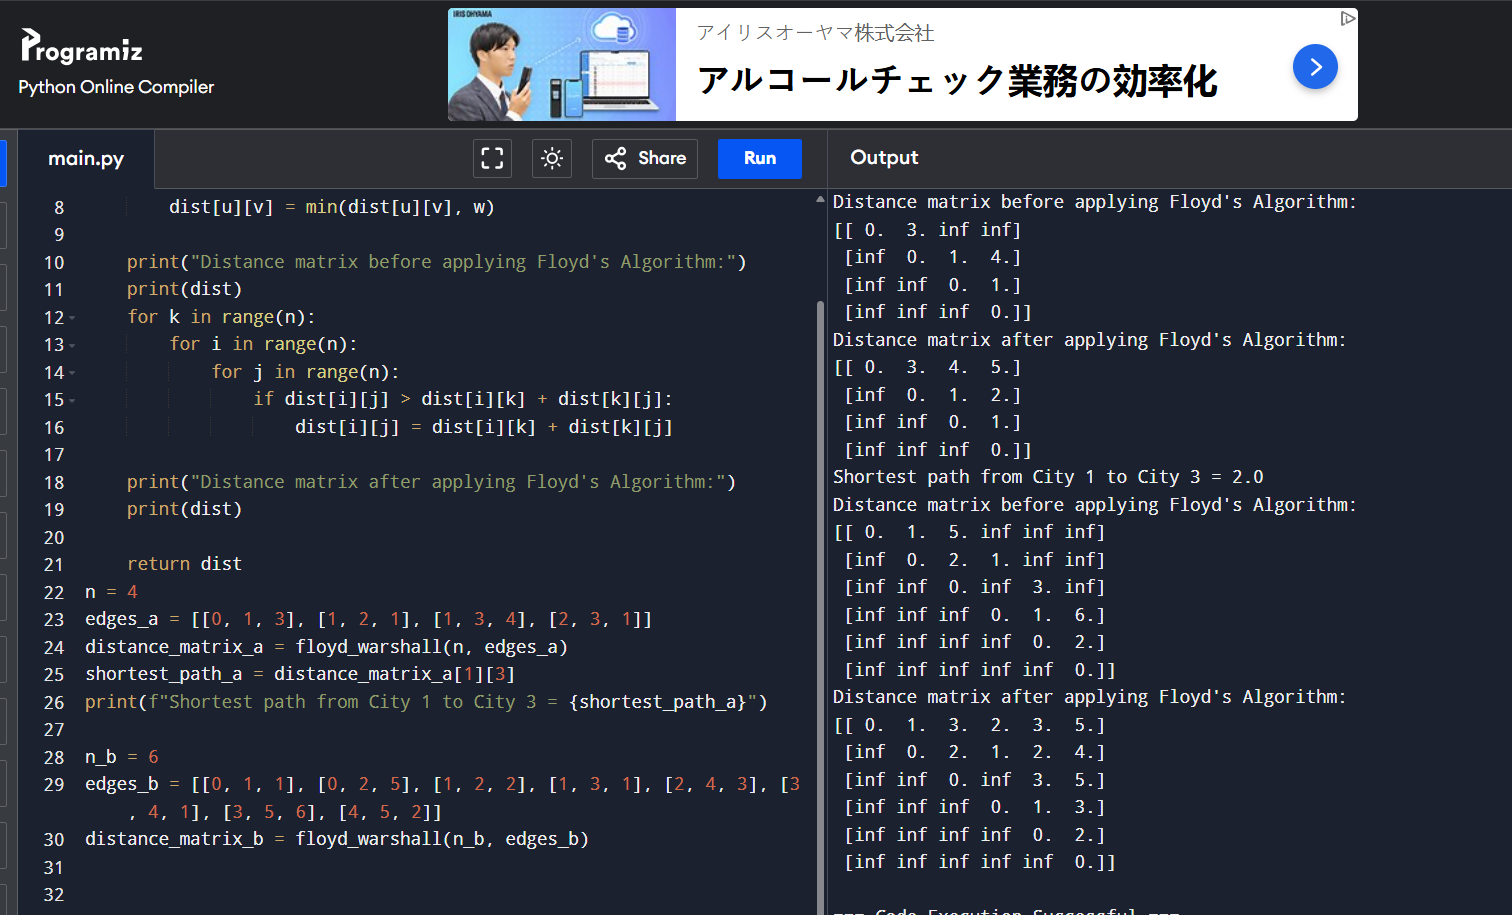 Programiz
Python Online Compiler
IRIS OHYAMA
アイリスオーヤマ株式会社
アルコールチェック業務の効率化
main.py
Share
Run
Output
8 dist[u][v] = min(dist[u][v], w)
9
10 print("Distance matrix before applying Floyd's Algorithm:")
11 print(dist)
12 for k in range(n):
13 for i in range(n):
14 for j in range(n):
15 if dist[i][j] > dist[i][k] + dist[k][j]:
16 dist[i][j] = dist[i][k] + dist[k][j]
17
18 print("Distance matrix after applying Floyd's Algorithm:")
19 print(dist)
20
21 return dist
22 n = 4
23 edges_a = [[0, 1, 3], [1, 2, 1], [1, 3, 4], [2, 3, 1]]
24 distance_matrix_a = floyd_warshall(n, edges_a)
25 shortest_path_a = distance_matrix_a[1][3]
26 print(f"Shortest path from City 1 to City 3 = {shortest_path_a}")
27
28 n_b = 6
29 edges_b = [[0, 1, 1], [0, 2, 5], [1, 2, 2], [1, 3, 1], [2, 4, 3], [3
, 4, 1], [3, 5, 6], [4, 5, 2]]
30 distance_matrix_b = floyd_warshall(n_b, edges_b)
31
32
Distance matrix before applying Floyd's Algorithm:
[[ 0. 3. inf inf]
[inf 0. 1. 4.]
[inf inf 0. 1.]
[inf inf inf 0.]]
Distance matrix after applying Floyd's Algorithm:
[[ 0. 3. 4. 5.]
[inf 0. 1. 2.]
[inf inf 0. 1.]
[inf inf inf 0.]]
Shortest path from City 1 to City 3 = 2.0
Distance matrix before applying Floyd's Algorithm:
[[ 0. 1. 5. inf inf inf]
[inf 0. 2. 1. inf inf]
[inf inf 0. inf 3. inf]
[inf inf inf 0. 1. 6.]
[inf inf inf inf 0. 2.]
[inf inf inf inf inf 0.]]
Distance matrix after applying Floyd's Algorithm:
[[ 0. 1. 3. 2. 3. 5.]
[inf 0. 2. 1. 2. 4.]
[inf inf 0. inf 3. 5.]
[inf inf inf 0. 1. 3.]
[inf inf inf inf 0. 2.]
[inf inf inf inf inf 0.]]
=== Code Execution Successful ===